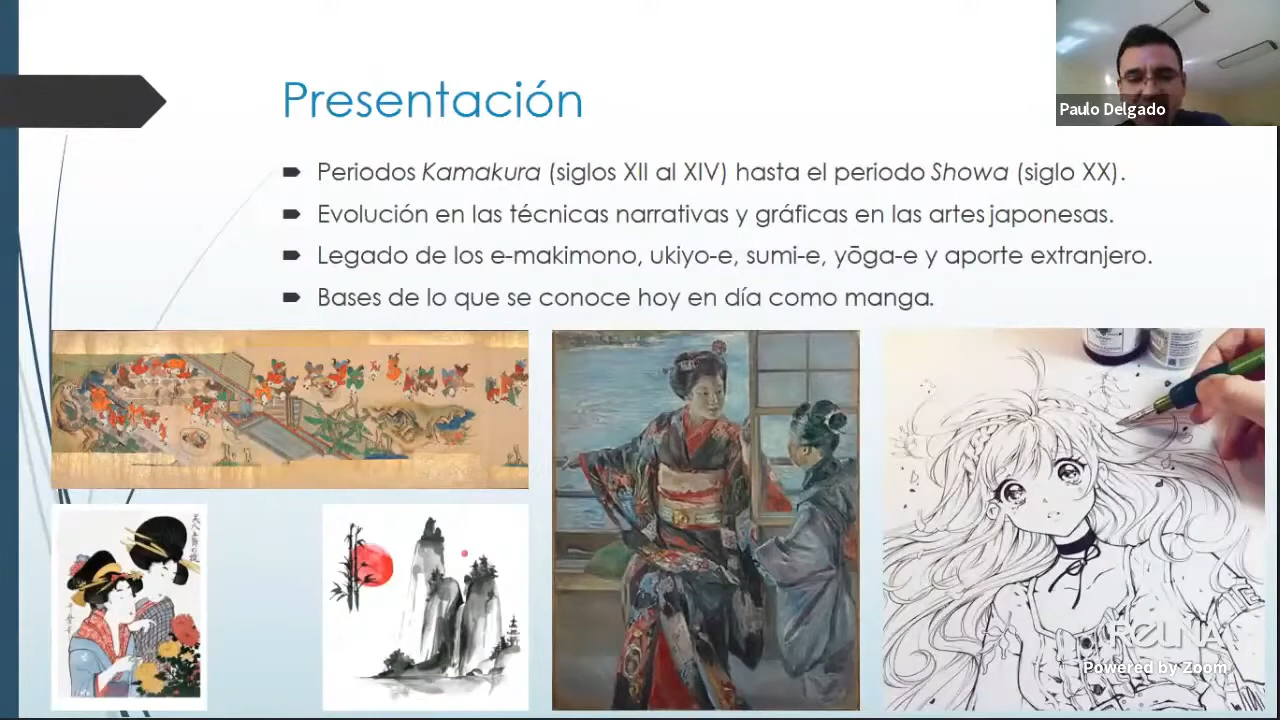 Presentación
Paulo Delgado
Periodos Kamakura (siglos XII al XIV) hasta el periodo Showa (siglo XX).
Evolución en las técnicas narrativas y gráficas en las artes japonesas.
Legado de los e-makimono, ukiyo-e, sumi-e, yōga-e y aporte extranjero.
Bases de lo que se conoce hoy en día como manga.
REUNA
Powered by Zoom